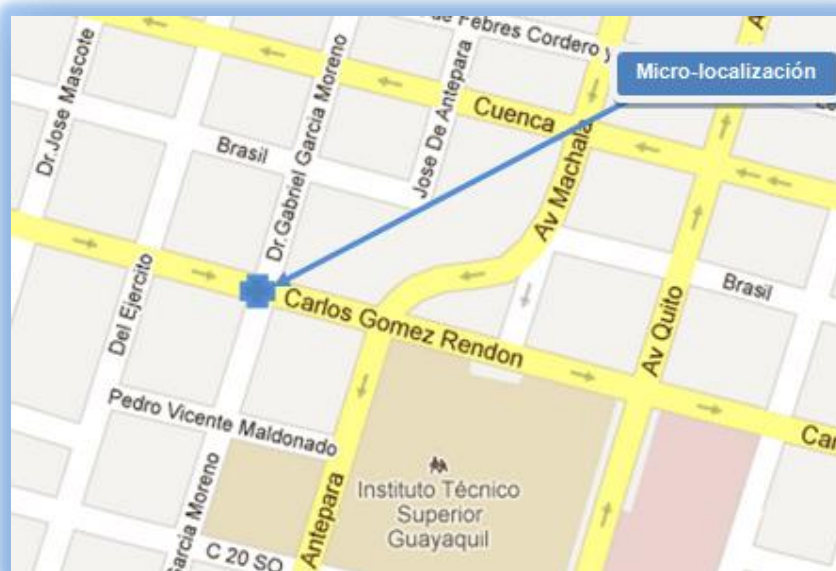 de Febres Cordero y
Micro-localización
Dr.Jose Mascote
Dr.Gabriel Garcia Moreno
Jose De Antepara
Cuenca
Brasil
Av Machala
Brasil
Av Quito
Del Ejercito
Carlos Gomez Rendon
Car
Pedro Vicente Maldonado
Garcia Moreno
Antepara
Instituto Técnico
Superior
Guayaquil
C 20 SO